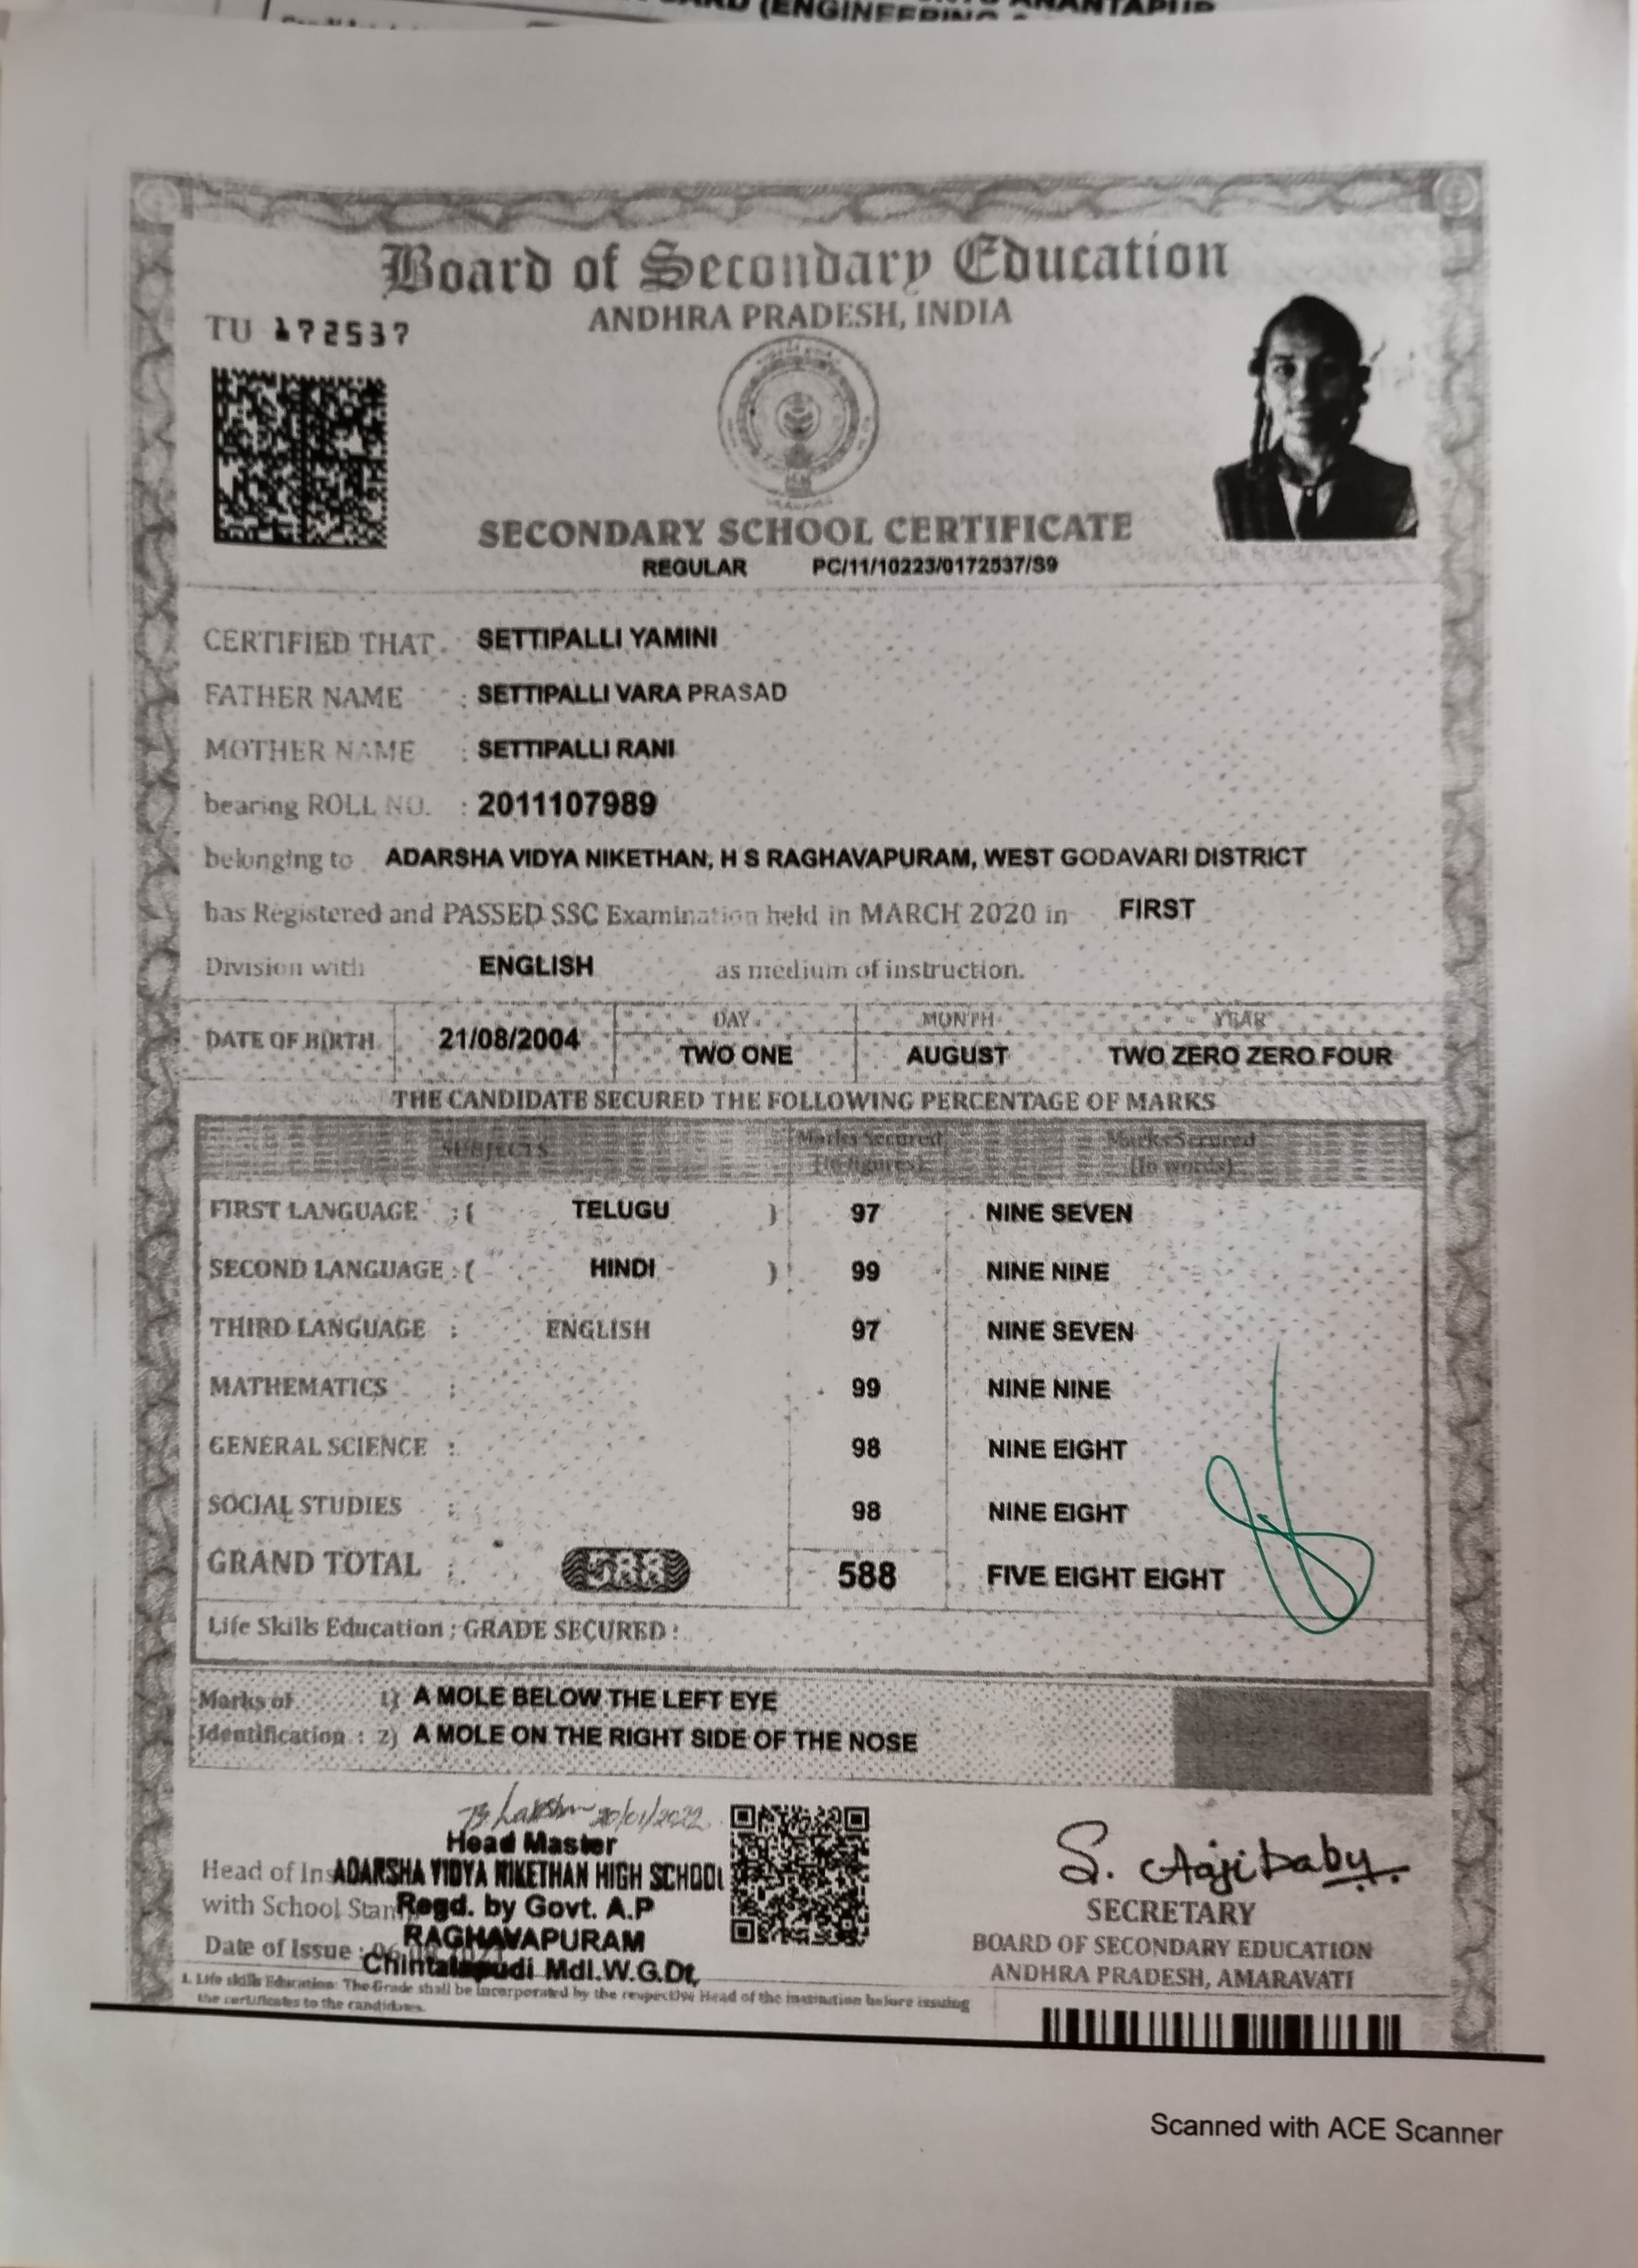 (ENGINEERING
ANANTAPUR
Board of Secondary Education
ANDHRA PRADESH, INDIA
TU 172537
SECONDARY SCHOOL CERTIFICATE
REGULAR PC/11/10223/0172537/S9
CERTIFIED THAT : SETTIPALLI YAMINI
FATHER NAME : SETTIPALLI VARA PRASAD
MOTHER NAME : SETTIPALLI RANI
bearing ROLL NO. : 2011107989
belonging to ADARSHA VIDYA NIKETHAN, H S RAGHAVAPURAM, WEST GODAVARI DISTRICT
has Registered and PASSED SSC Examination held in MARCH 2020 in FIRST
Division with ENGLISH as medium of instruction.
DATE OF BIRTH 21/08/2004 DAY MONTH YEAR
TWO ONE AUGUST TWO ZERO ZERO FOUR
THE CANDIDATE SECURED THE FOLLOWING PERCENTAGE OF MARKS
SUBJECTS Marks Secured (In figures) Marks Secured (In words)
FIRST LANGUAGE : ( TELUGU ) 97 NINE SEVEN
SECOND LANGUAGE : ( HINDI ) 99 NINE NINE
THIRD LANGUAGE : ENGLISH 97 NINE SEVEN
MATHEMATICS : 99 NINE NINE
GENERAL SCIENCE : 98 NINE EIGHT
SOCIAL STUDIES : 98 NINE EIGHT
GRAND TOTAL : 588 588 FIVE EIGHT EIGHT
Life Skills Education : GRADE SECURED :
Marks of 1) A MOLE BELOW THE LEFT EYE
Identification : 2) A MOLE ON THE RIGHT SIDE OF THE NOSE
20/01/2022
Head Master
Head of Ins ADARSHA VIDYA NIKETHAN HIGH SCHOOL
with School Stam Regd. by Govt. A.P
RAGHAVAPURAM
Date of Issue :
Chintalapudi Mdl.W.G.Dt,
S. Aajibaby
SECRETARY
BOARD OF SECONDARY EDUCATION
ANDHRA PRADESH, AMARAVATI
1. Life skills Education: The Grade shall be incorporated by the respective Head of the institution before issuing
the certificates to the candidates.
Scanned with ACE Scanner